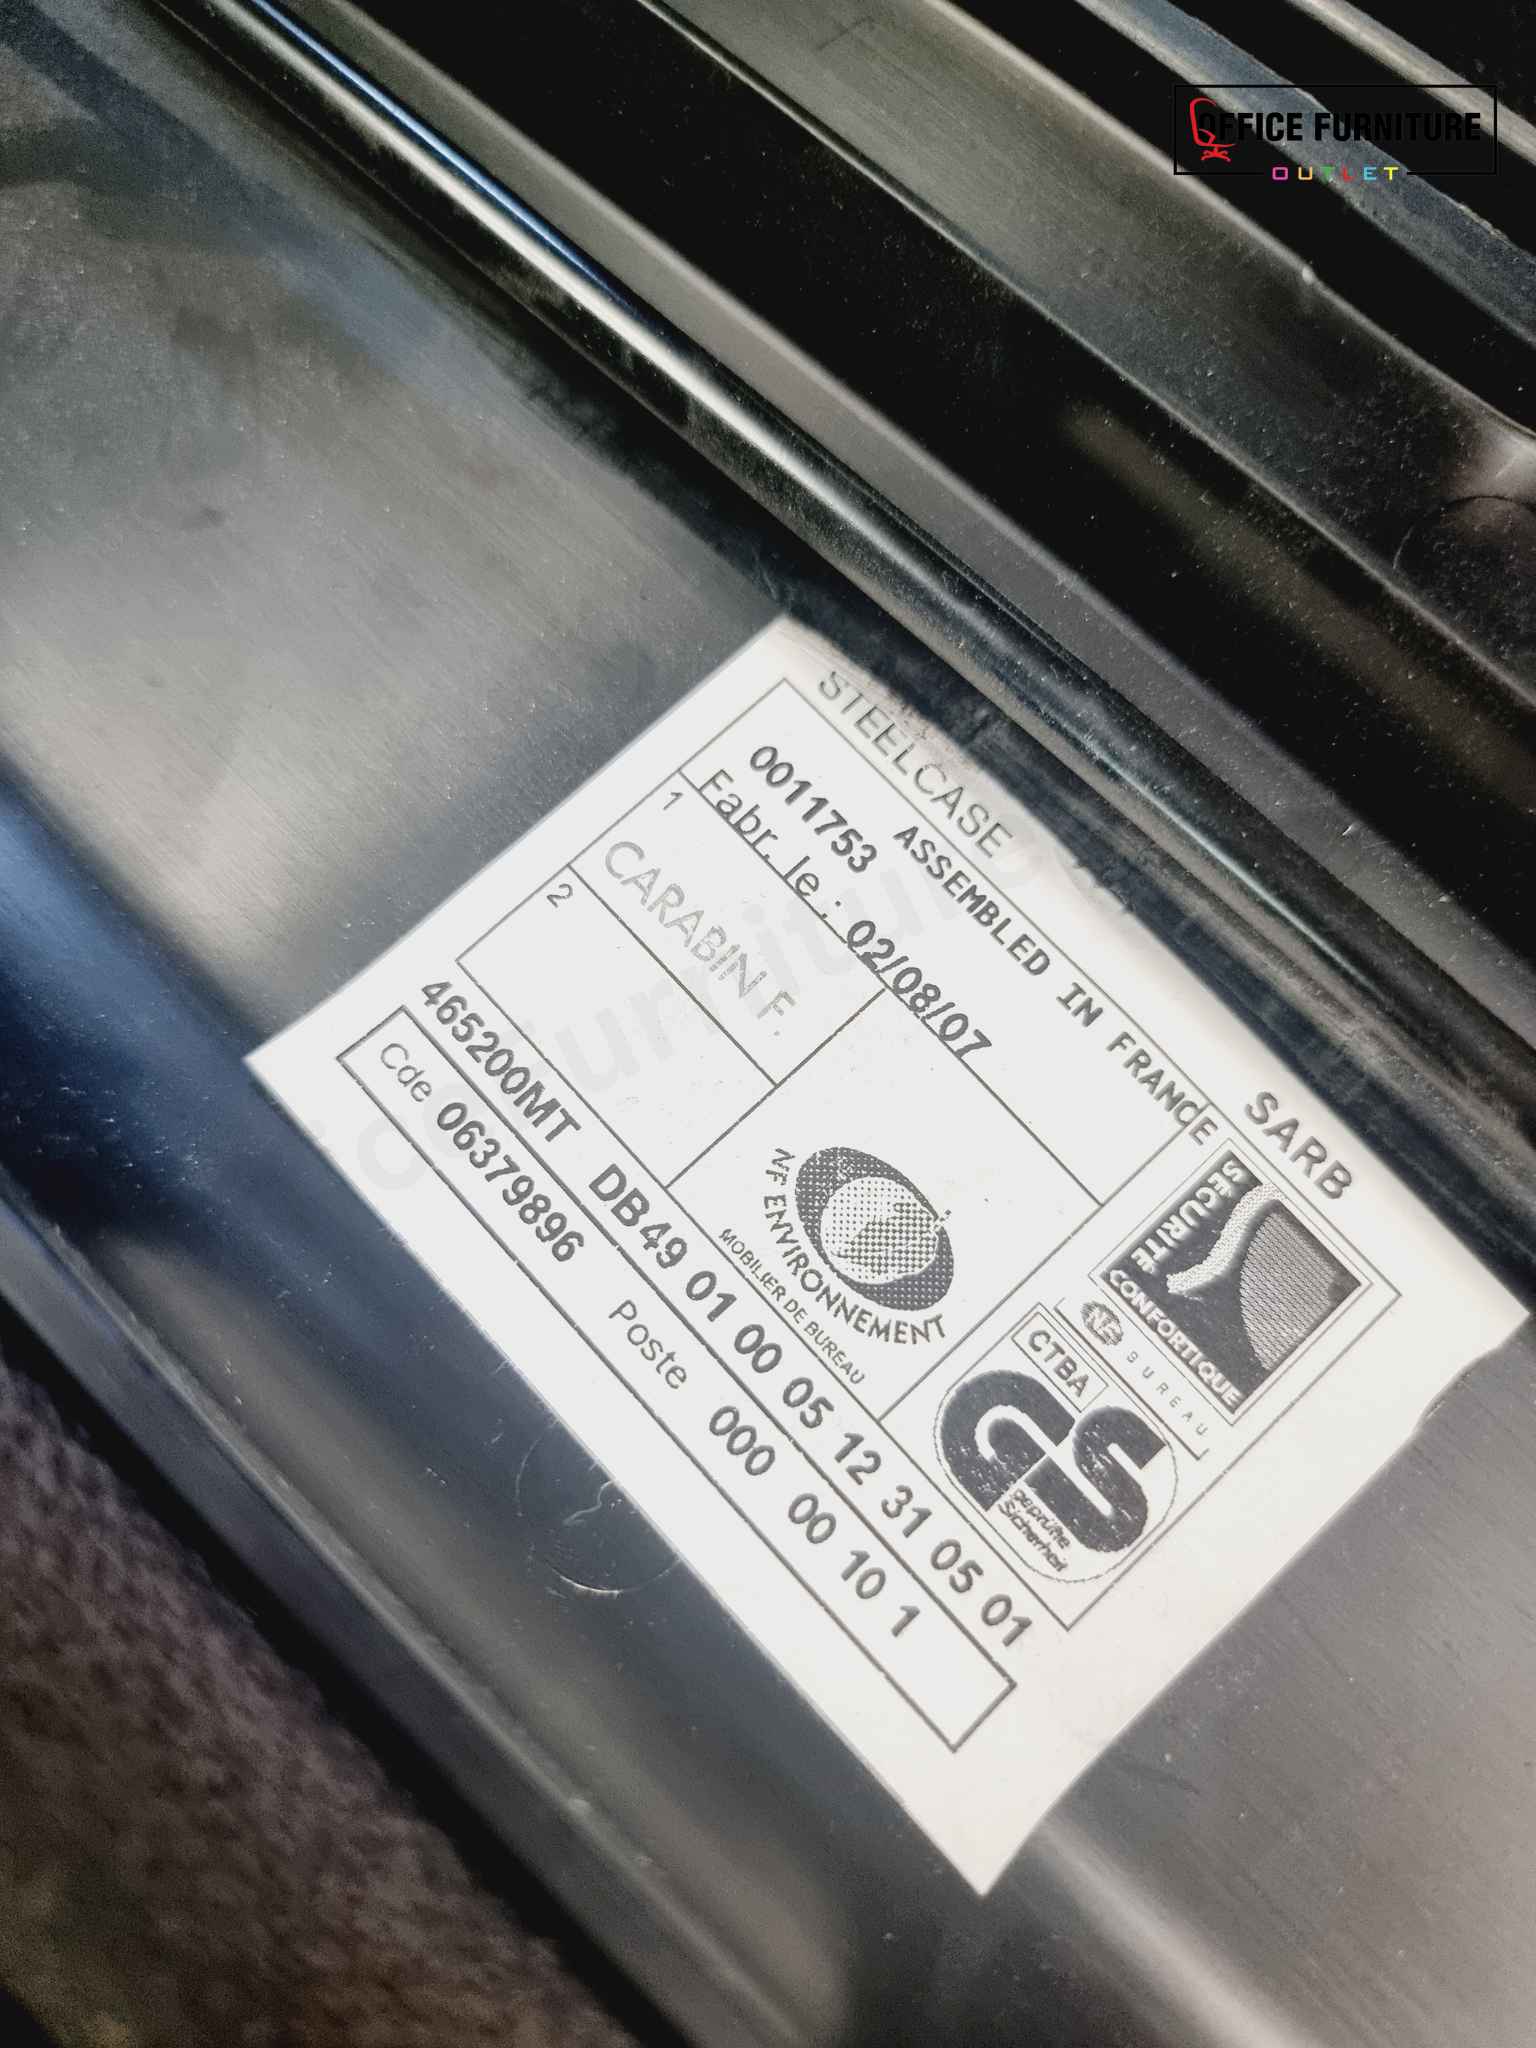 OFFICE FURNITURE
OUTLET
STEELCASE SARB
0011753 ASSEMBLED IN FRANCE
Fabr. le : 02/08/07
1
CARABIN F.
2
NF ENVIRONNEMENT
MOBILIER DE BUREAU
SÉCURITÉ
CONFORTIQUE
NF BUREAU
CTBA
GS
geprüfte
Sicherheit
465200MT DB49 01 00 05 12 31 05 01
Cde 06379896 Poste 000 00 10 1